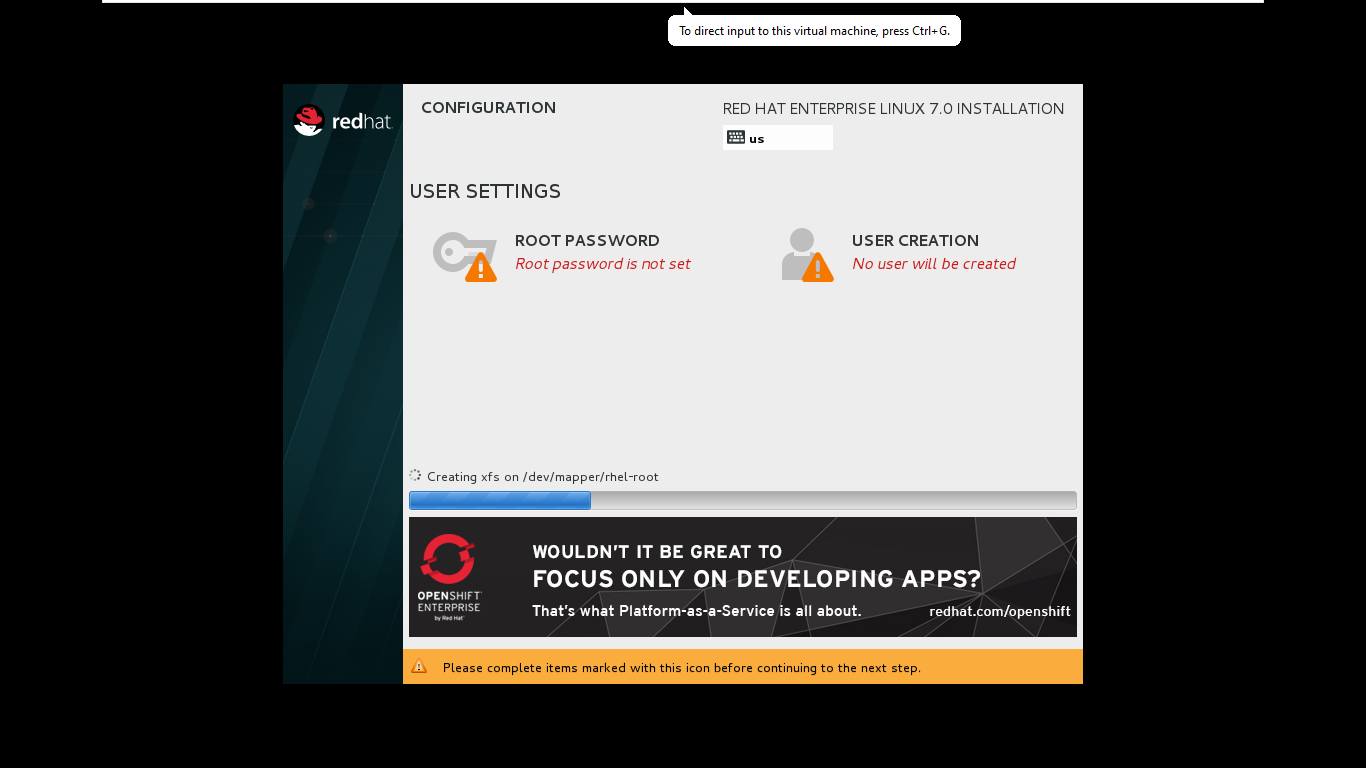 To direct input to this virtual machine, press Ctrl+G.
redhat.
CONFIGURATION
RED HAT ENTERPRISE LINUX 7.0 INSTALLATION
us
USER SETTINGS
ROOT PASSWORD
Root password is not set
USER CREATION
No user will be created
Creating xfs on /dev/mapper/rhel-root
OPENSHIFT
ENTERPRISE
by Red Hat
WOULDN'T IT BE GREAT TO
FOCUS ONLY ON DEVELOPING APPS?
That's what Platform-as-a-Service is all about.
redhat.com/openshift
Please complete items marked with this icon before continuing to the next step.